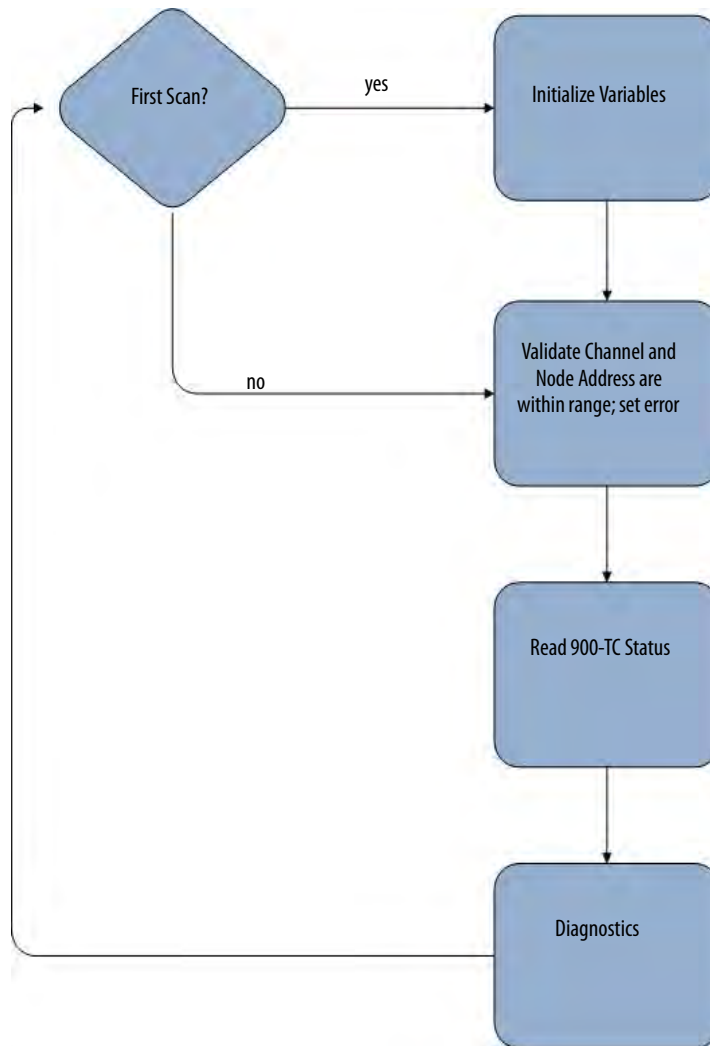 First Scan?
yes
Initialize Variables
no
Validate Channel and
Node Address are
within range; set error
Read 900-TC Status
Diagnostics